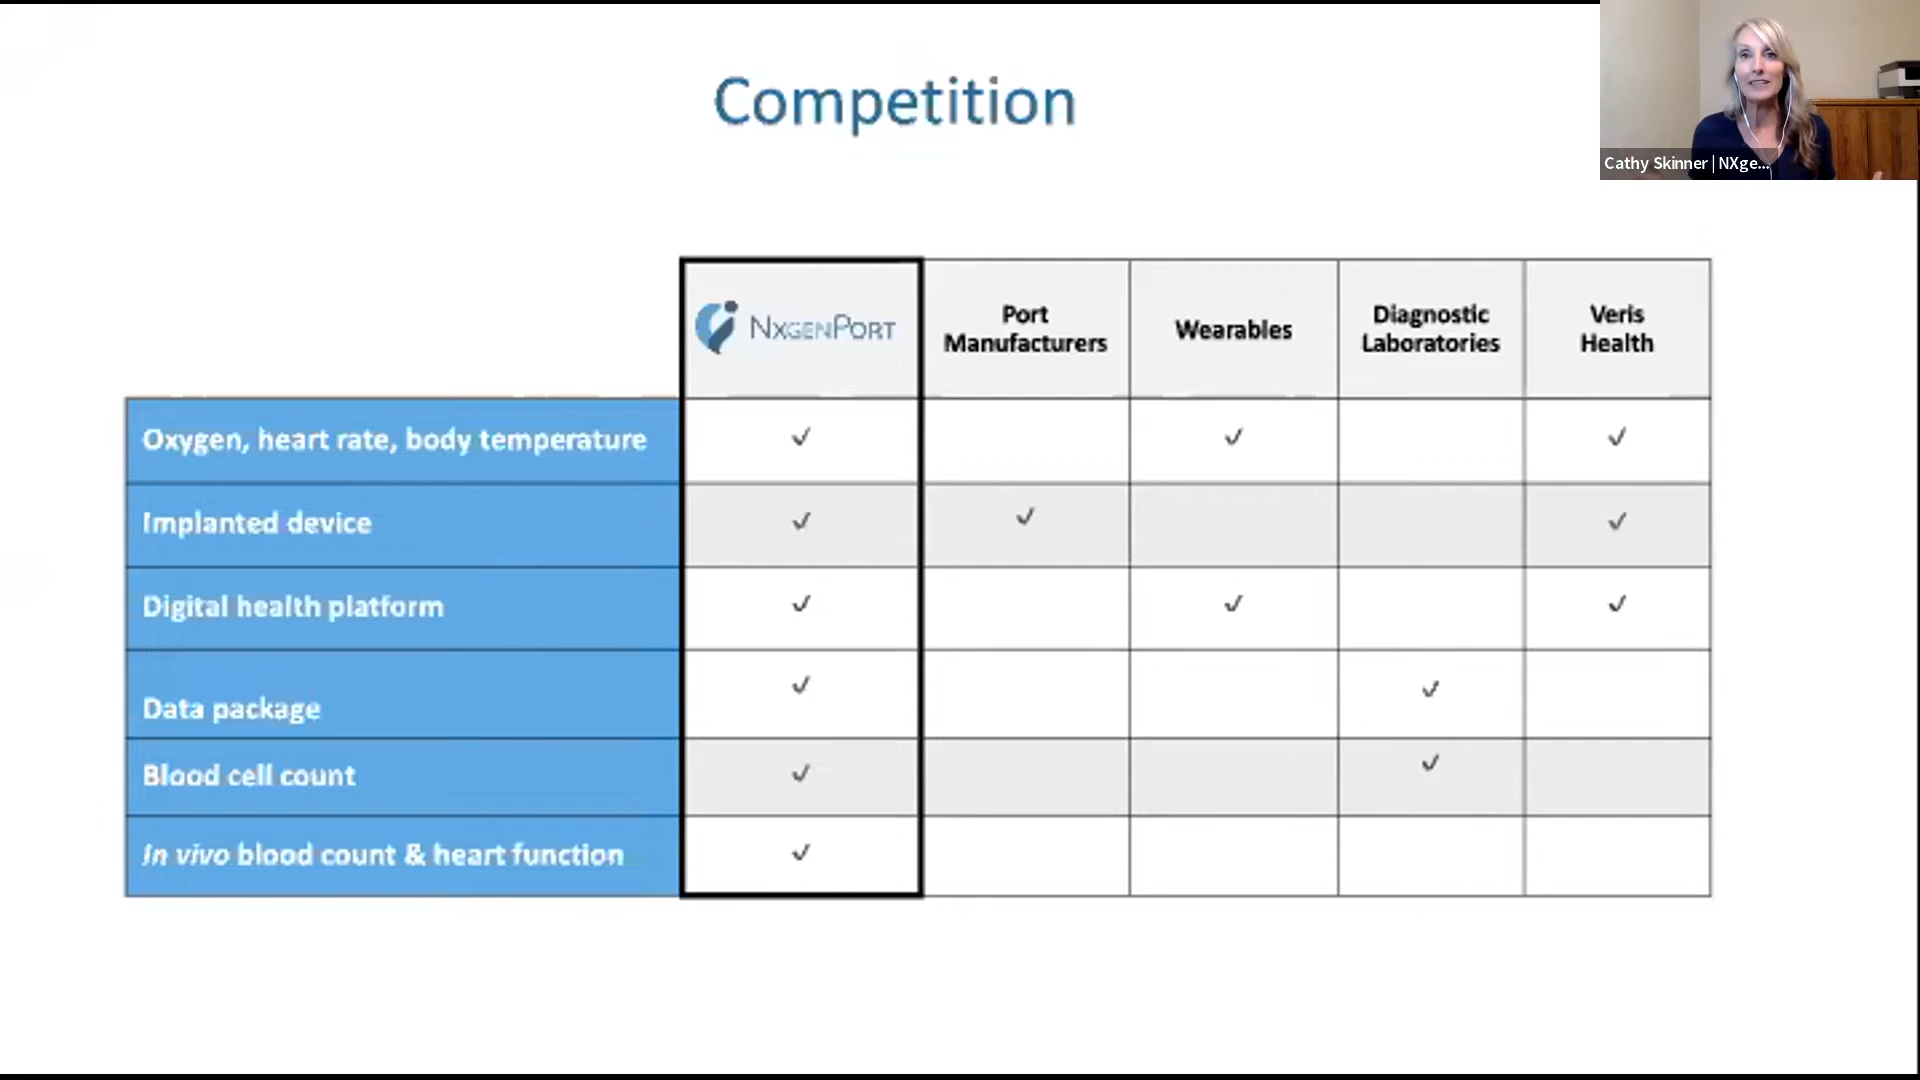 Competition
Cathy Skinner | NXge...
NXGENPORT
Port
Manufacturers
Wearables
Diagnostic
Laboratories
Veris
Health
Oxygen, heart rate, body temperature
✓ ✓ ✓
Implanted device
✓ ✓ ✓
Digital health platform
✓ ✓ ✓
Data package
✓ ✓
Blood cell count
✓ ✓
In vivo blood count & heart function
✓